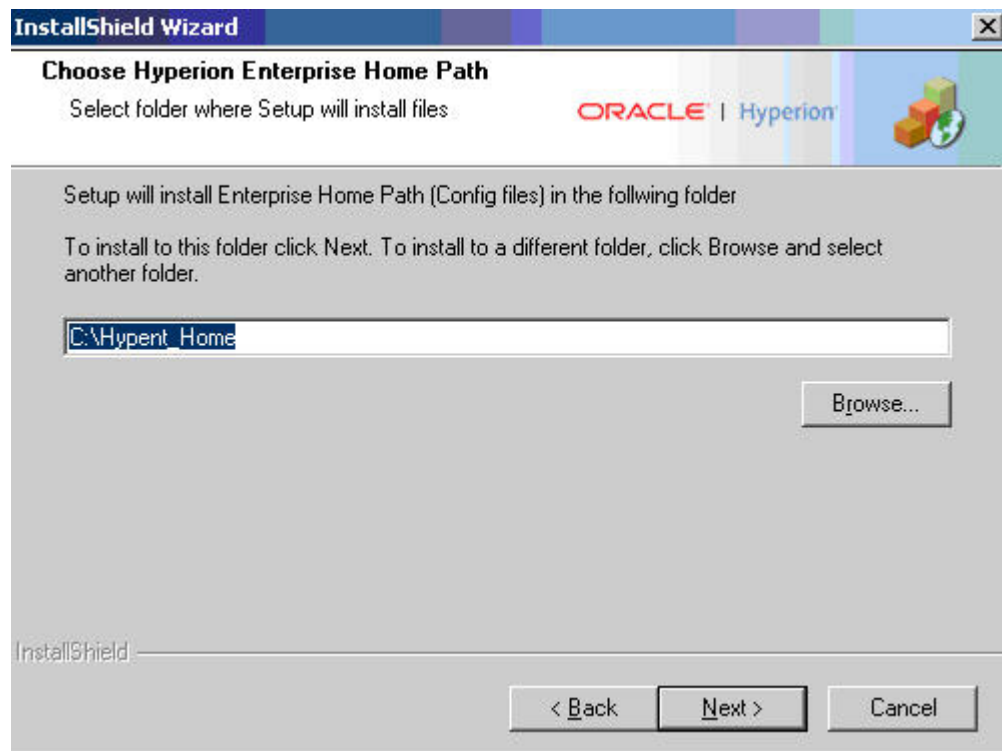 InstallShield Wizard
Choose Hyperion Enterprise Home Path
Select folder where Setup will install files
ORACLE | Hyperion
Setup will install Enterprise Home Path (Config files) in the follwing folder
To install to this folder click Next. To install to a different folder, click Browse and select
another folder.
C:\Hypent_Home
Browse...
InstallShield
< Back
Next >
Cancel